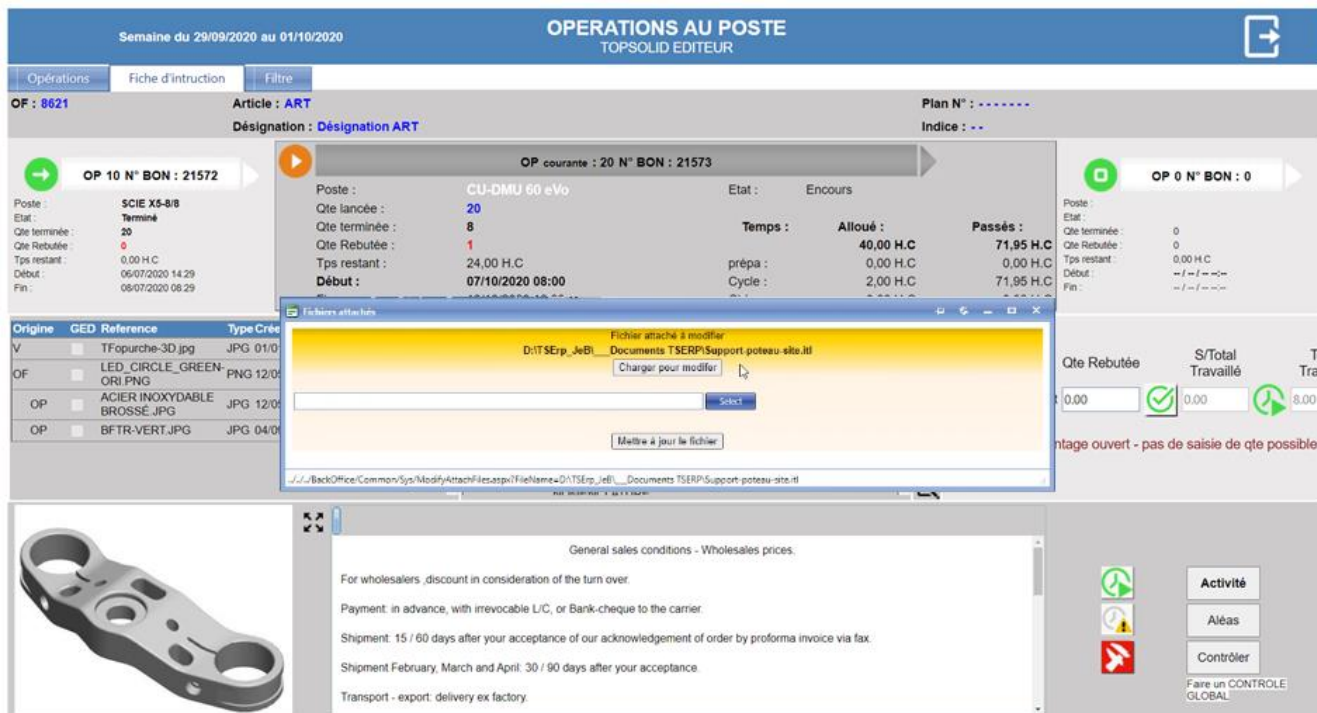 Semaine du 29/09/2020 au 01/10/2020
OPERATIONS AU POSTE
TOPSOLID EDITEUR
Opérations Fiche d'intruction Filtre
OF : 8621 Article : ART Plan N° : - - - - - - -
Désignation : Désignation ART Indice : - -
OP 10 N° BON : 21572
Poste : SCIE X5-8/8
Etat : Terminé
Qte terminée : 20
Qte Rebutée : 0
Tps restant : 0,00 H.C
Début : 06/07/2020 14:29
Fin : 08/07/2020 08:29
OP courante : 20 N° BON : 21573
Poste : CU-DMU 60 eVo Etat : Encours
Qte lancée : 20
Qte terminée : 8 Temps : Alloué : Passés :
Qte Rebutée : 1 40,00 H.C 71,95 H.C
Tps restant : 24,00 H.C prépa : 0,00 H.C 0,00 H.C
Début : 07/10/2020 08:00 Cycle : 2,00 H.C 71,95 H.C
OP 0 N° BON : 0
Poste :
Etat :
Qte terminée : 0
Qte Rebutée : 0
Tps restant : 0,00 H.C
Début : --/--/-- --:--
Fin : --/--/-- --:--
Origine GED Reference Type Crée
V TFopurche-3D.jpg JPG 01/0
OF LED_CIRCLE_GREEN-ORI.PNG PNG 12/0
OP ACIER INOXYDABLE BROSSÉ.JPG JPG 12/0
OP BFTR-VERT.JPG JPG 04/0
Fichiers attachés
Fichier attaché à modifier
D:\TSErp_JeB\___Documents TSERP\Support-poteau-site.itl
Charger pour modifer
Select
Mettre à jour le fichier
./../../BackOffice/Common/Sys/ModifyAttachFiles.aspx?FileName=D:\TSErp_JeB\___Documents TSERP\Support-poteau-site.itl
Qte Rebutée S/Total Travaillé
0.00 0.00 8.00
ntage ouvert - pas de saisie de qte possible
General sales conditions - Wholesales prices.
For wholesalers ,discount in consideration of the turn over.
Payment: in advance, with irrevocable L/C, or Bank-cheque to the carrier.
Shipment: 15 / 60 days after your acceptance of our acknowledgement of order by proforma invoice via fax.
Shipment February, March and April: 30 / 90 days after your acceptance.
Transport - export: delivery ex factory.
Activité
Aléas
Contrôler
Faire un CONTROLE
GLOBAL